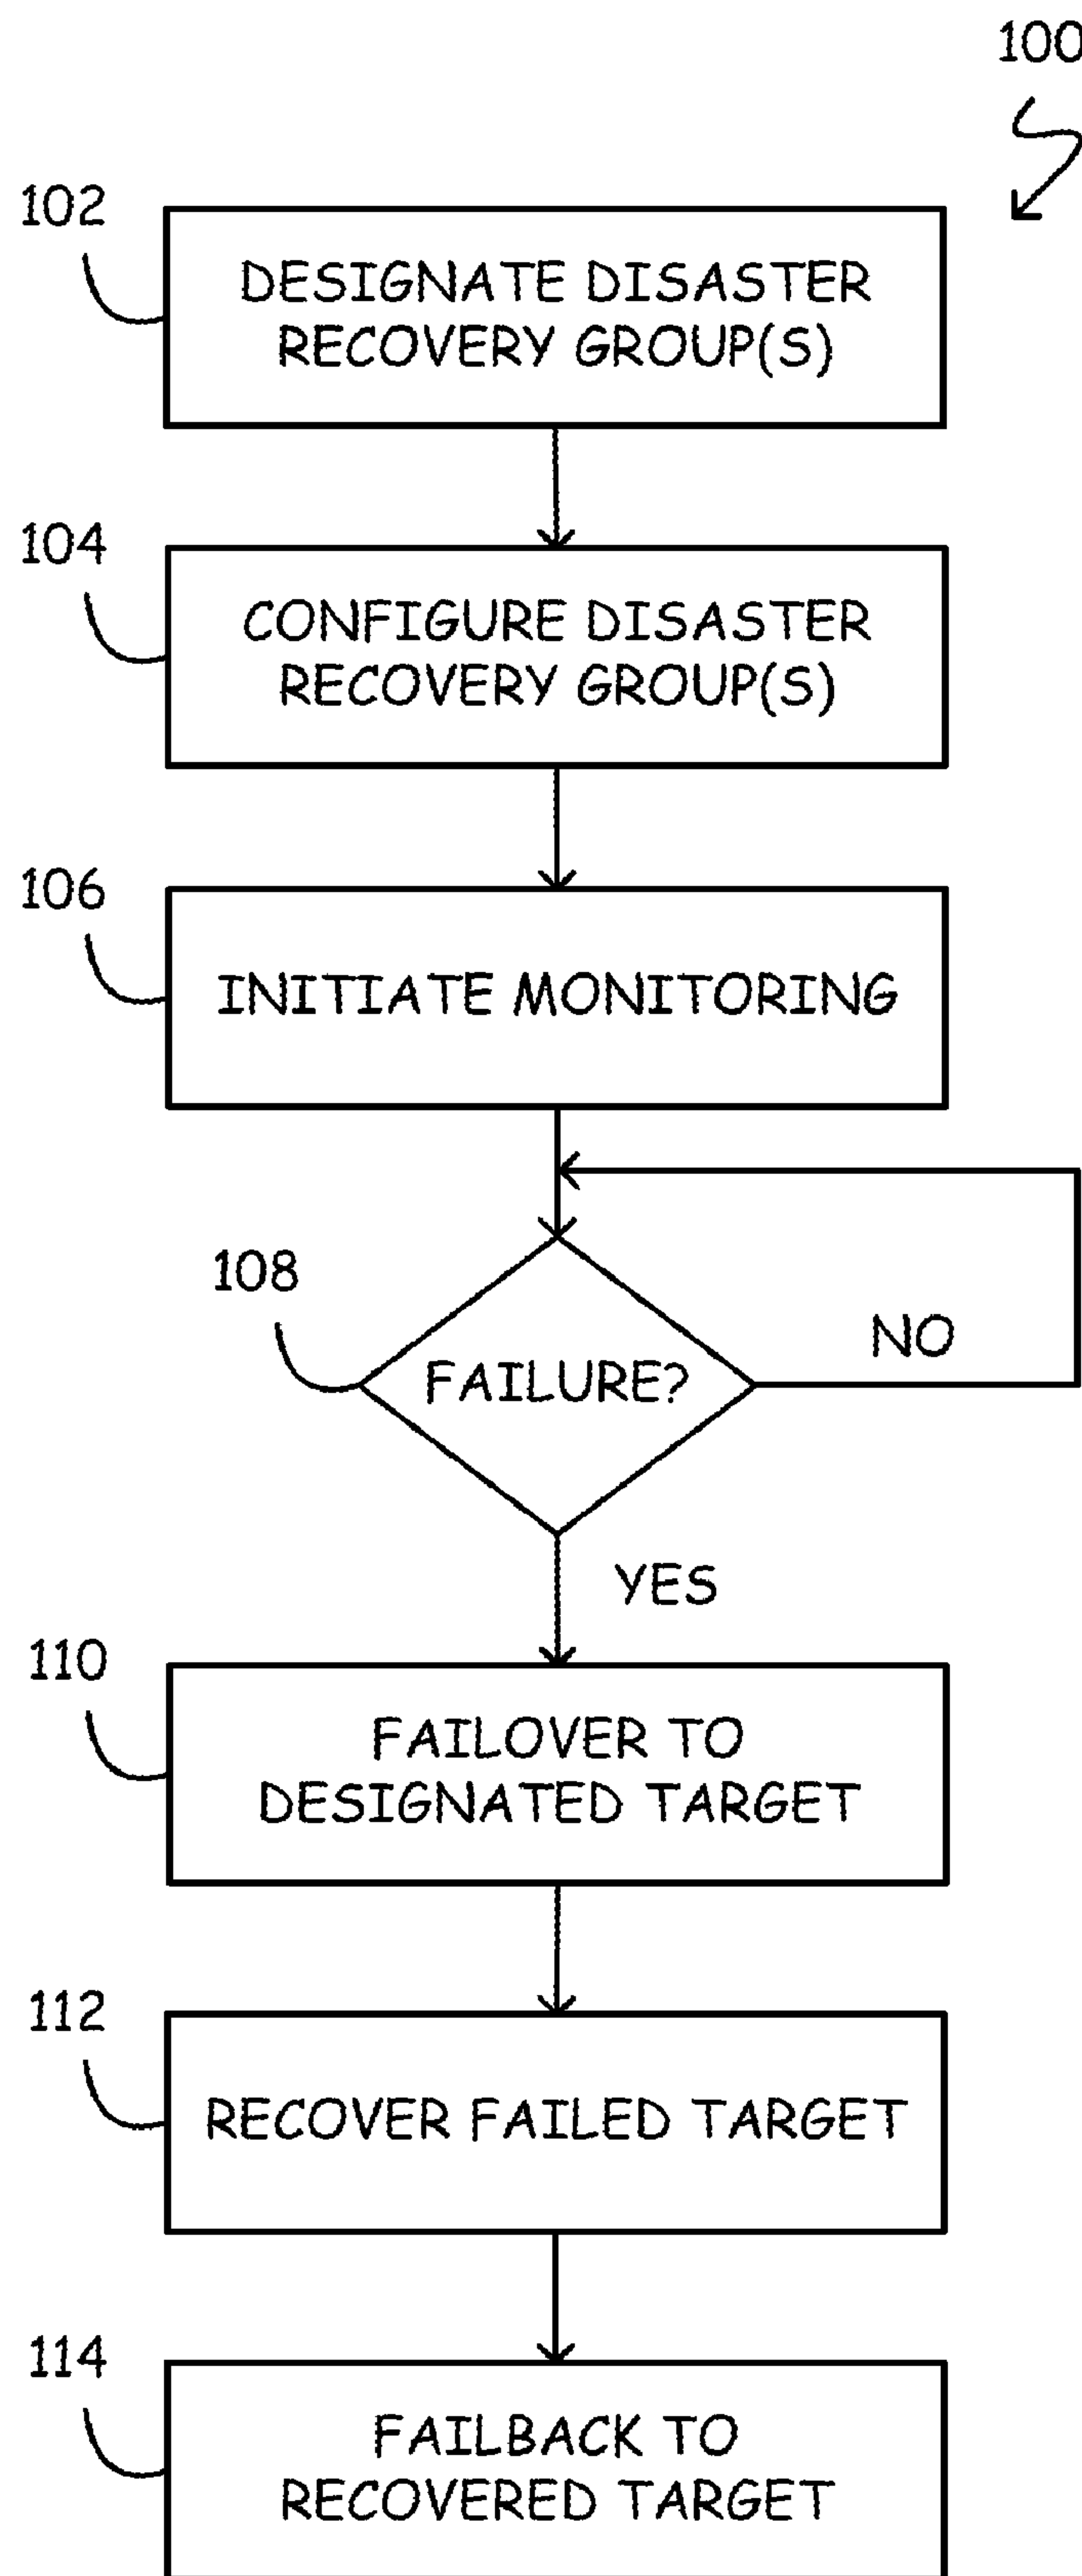 100
102
DESIGNATE DISASTER
RECOVERY GROUP(S)
104
CONFIGURE DISASTER
RECOVERY GROUP(S)
106
INITIATE MONITORING
108
FAILURE?
NO
YES
110
FAILOVER TO
DESIGNATED TARGET
112
RECOVER FAILED TARGET
114
FAILBACK TO
RECOVERED TARGET